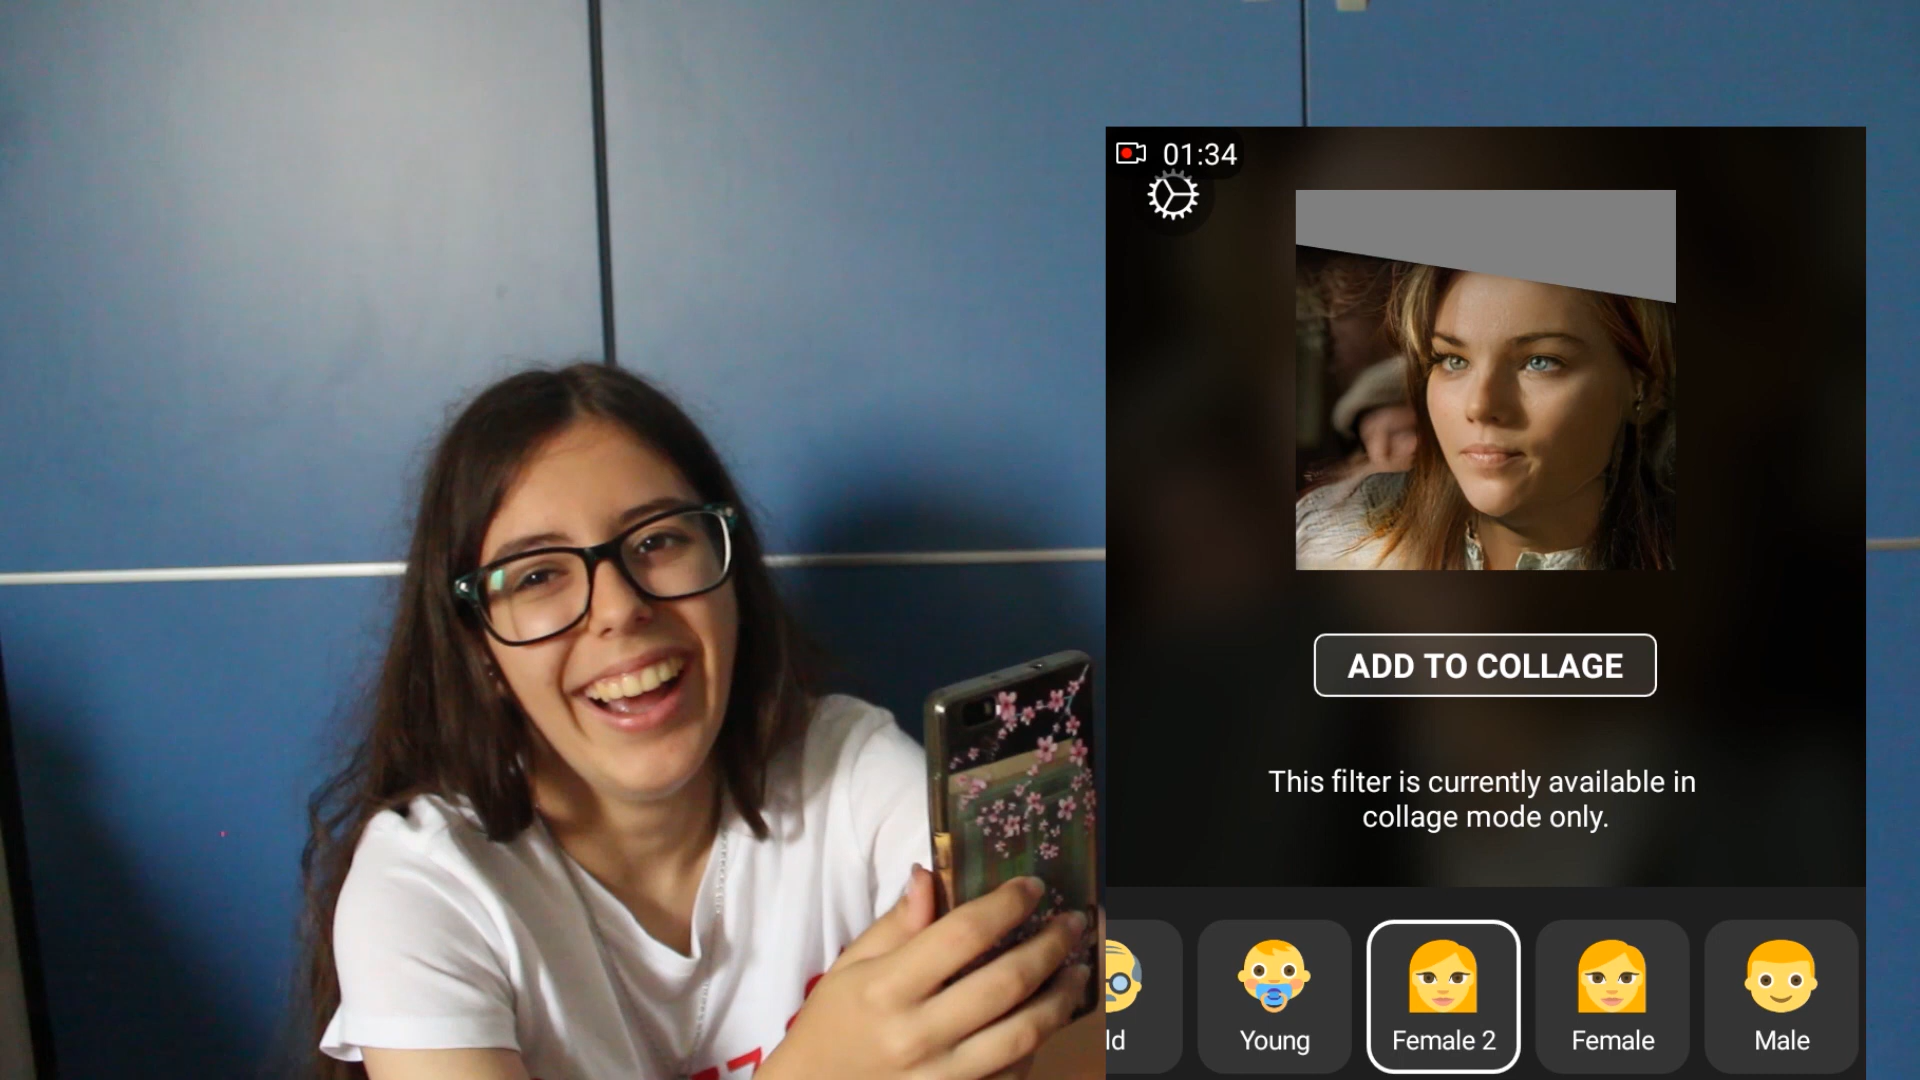 01:34
ADD TO COLLAGE
This filter is currently available in
collage mode only.
ld
Young
Female 2
Female
Male